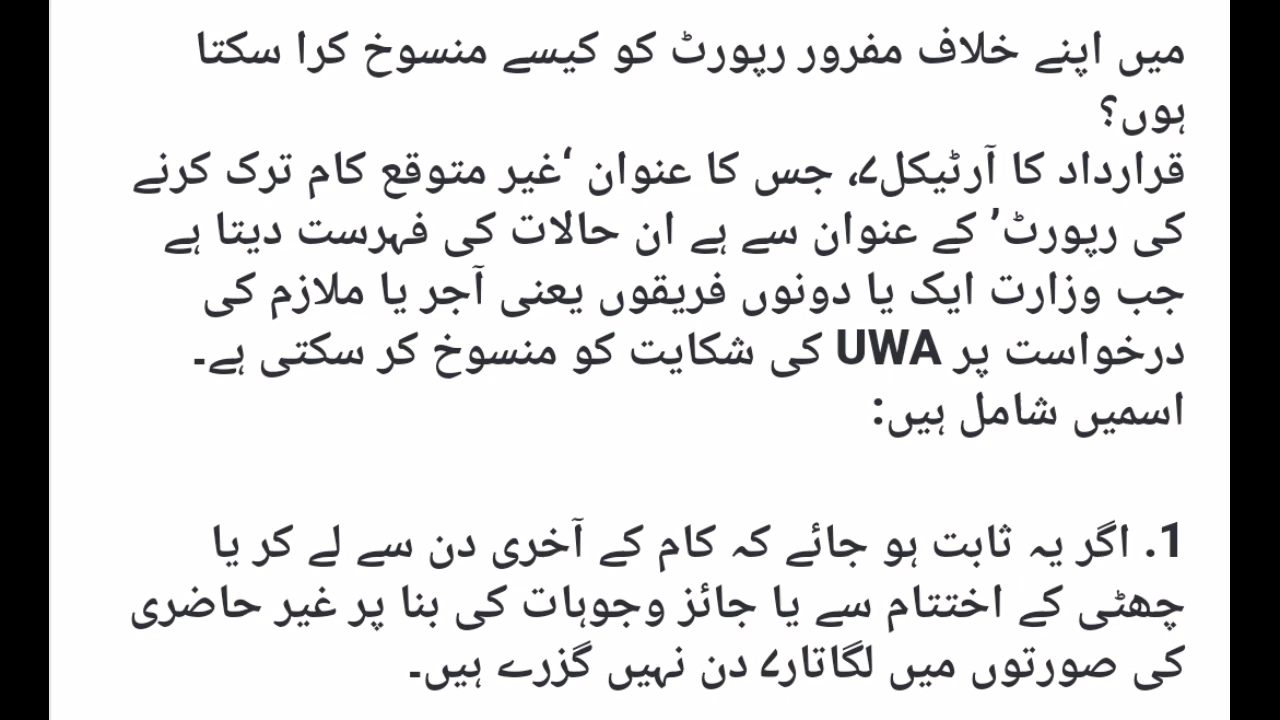 میں اپنے خلاف مفرور رپورٹ کو کیسے منسوخ کرا سکتا
ہوں؟
قرارداد کا آرٹیکل۷، جس کا عنوان ‘غیر متوقع کام ترک کرنے
کی رپورٹ’ کے عنوان سے ہے ان حالات کی فہرست دیتا ہے
جب وزارت ایک یا دونوں فریقوں یعنی آجر یا ملازم کی
درخواست پر UWA کی شکایت کو منسوخ کر سکتی ہے۔
اسمیں شامل ہیں:
1. اگر یہ ثابت ہو جائے کہ کام کے آخری دن سے لے کر یا
چھٹی کے اختتام سے یا جائز وجوہات کی بنا پر غیر حاضری
کی صورتوں میں لگاتار۷ دن نہیں گزرے ہیں۔